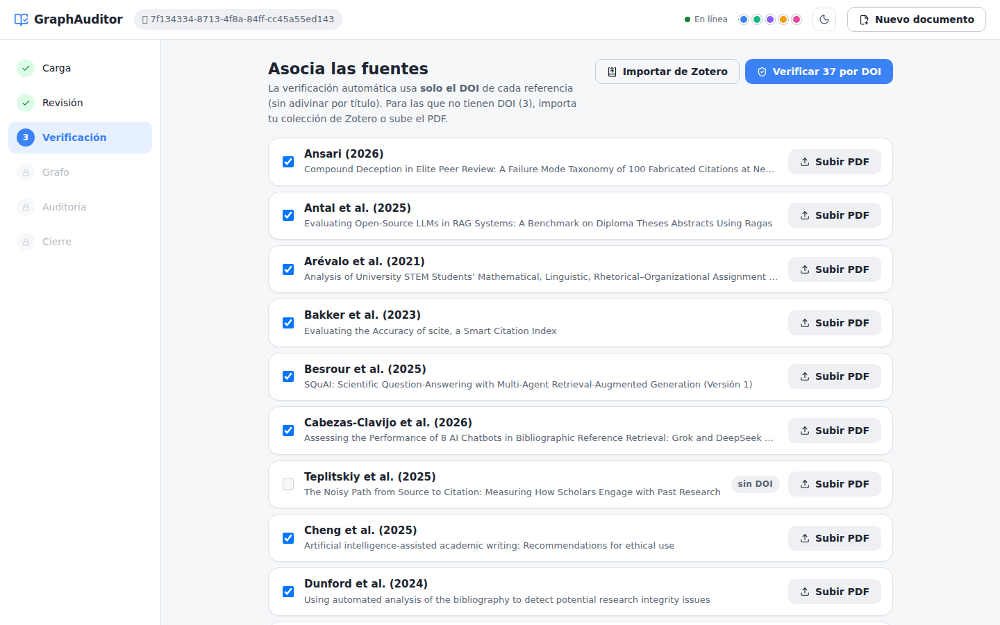 GraphAuditor
7f134334-8713-4f8a-84ff-cc45a55ed143
En línea
Nuevo documento
Carga
Revisión
3 Verificación
Grafo
Auditoría
Cierre
Asocia las fuentes
La verificación automática usa solo el DOI de cada referencia
(sin adivinar por título). Para las que no tienen DOI (3), importa
tu colección de Zotero o sube el PDF.
Importar de Zotero
Verificar 37 por DOI
Ansari (2026)
Compound Deception in Elite Peer Review: A Failure Mode Taxonomy of 100 Fabricated Citations at Ne...
Subir PDF
Antal et al. (2025)
Evaluating Open-Source LLMs in RAG Systems: A Benchmark on Diploma Theses Abstracts Using Ragas
Subir PDF
Arévalo et al. (2021)
Analysis of University STEM Students’ Mathematical, Linguistic, Rhetorical–Organizational Assignment ...
Subir PDF
Bakker et al. (2023)
Evaluating the Accuracy of scite, a Smart Citation Index
Subir PDF
Besrour et al. (2025)
SQuAI: Scientific Question-Answering with Multi-Agent Retrieval-Augmented Generation (Versión 1)
Subir PDF
Cabezas-Clavijo et al. (2026)
Assessing the Performance of 8 AI Chatbots in Bibliographic Reference Retrieval: Grok and DeepSeek ...
Subir PDF
Teplitskiy et al. (2025)
The Noisy Path from Source to Citation: Measuring How Scholars Engage with Past Research
sin DOI
Subir PDF
Cheng et al. (2025)
Artificial intelligence-assisted academic writing: Recommendations for ethical use
Subir PDF
Dunford et al. (2024)
Using automated analysis of the bibliography to detect potential research integrity issues
Subir PDF